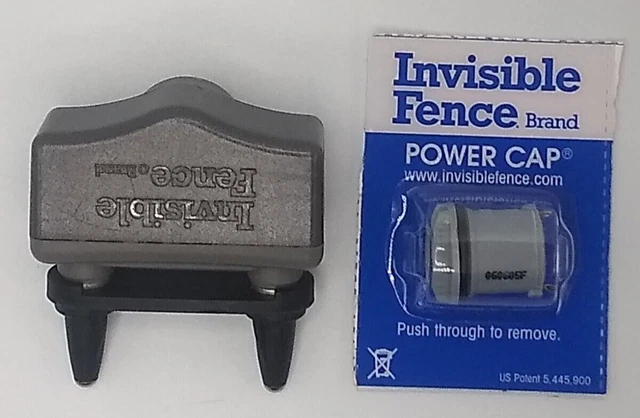 Invisible
Fence® Brand
Invisible
Fence® Brand
POWER CAP®
www.invisiblefence.com
Push through to remove.
US Patent 5,445,900